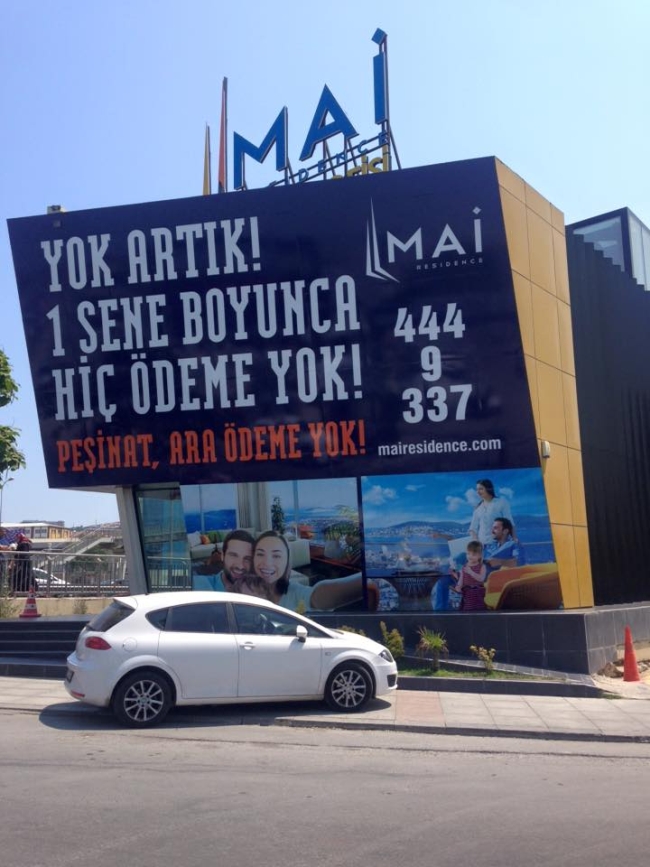 MAİ
YOK ARTIK!
1 SENE BOYUNCA
HİÇ ÖDEME YOK!
PEŞİNAT, ARA ÖDEME YOK!
MAİ
RESIDENCE
444
9
337
mairesidence.com